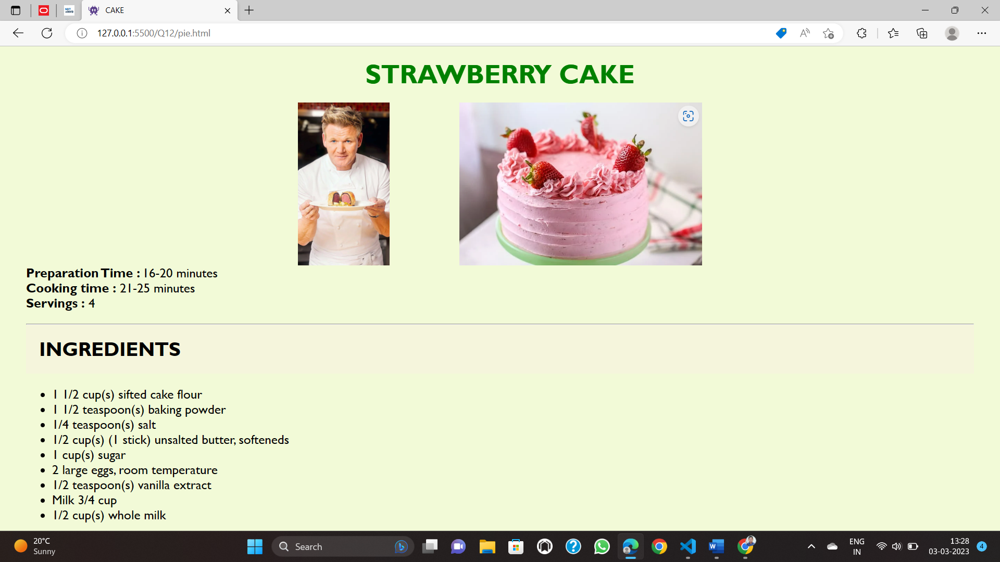 CAKE
127.0.0.1:5500/Q12/pie.html
STRAWBERRY CAKE
Preparation Time : 16-20 minutes
Cooking time : 21-25 minutes
Servings : 4
INGREDIENTS
1 1/2 cup(s) sifted cake flour
1 1/2 teaspoon(s) baking powder
1/4 teaspoon(s) salt
1/2 cup(s) (1 stick) unsalted butter, softeneds
1 cup(s) sugar
2 large eggs, room temperature
1/2 teaspoon(s) vanilla extract
Milk 3/4 cup
1/2 cup(s) whole milk
20°C
Sunny
Search
ENG
IN
13:28
03-03-2023
4